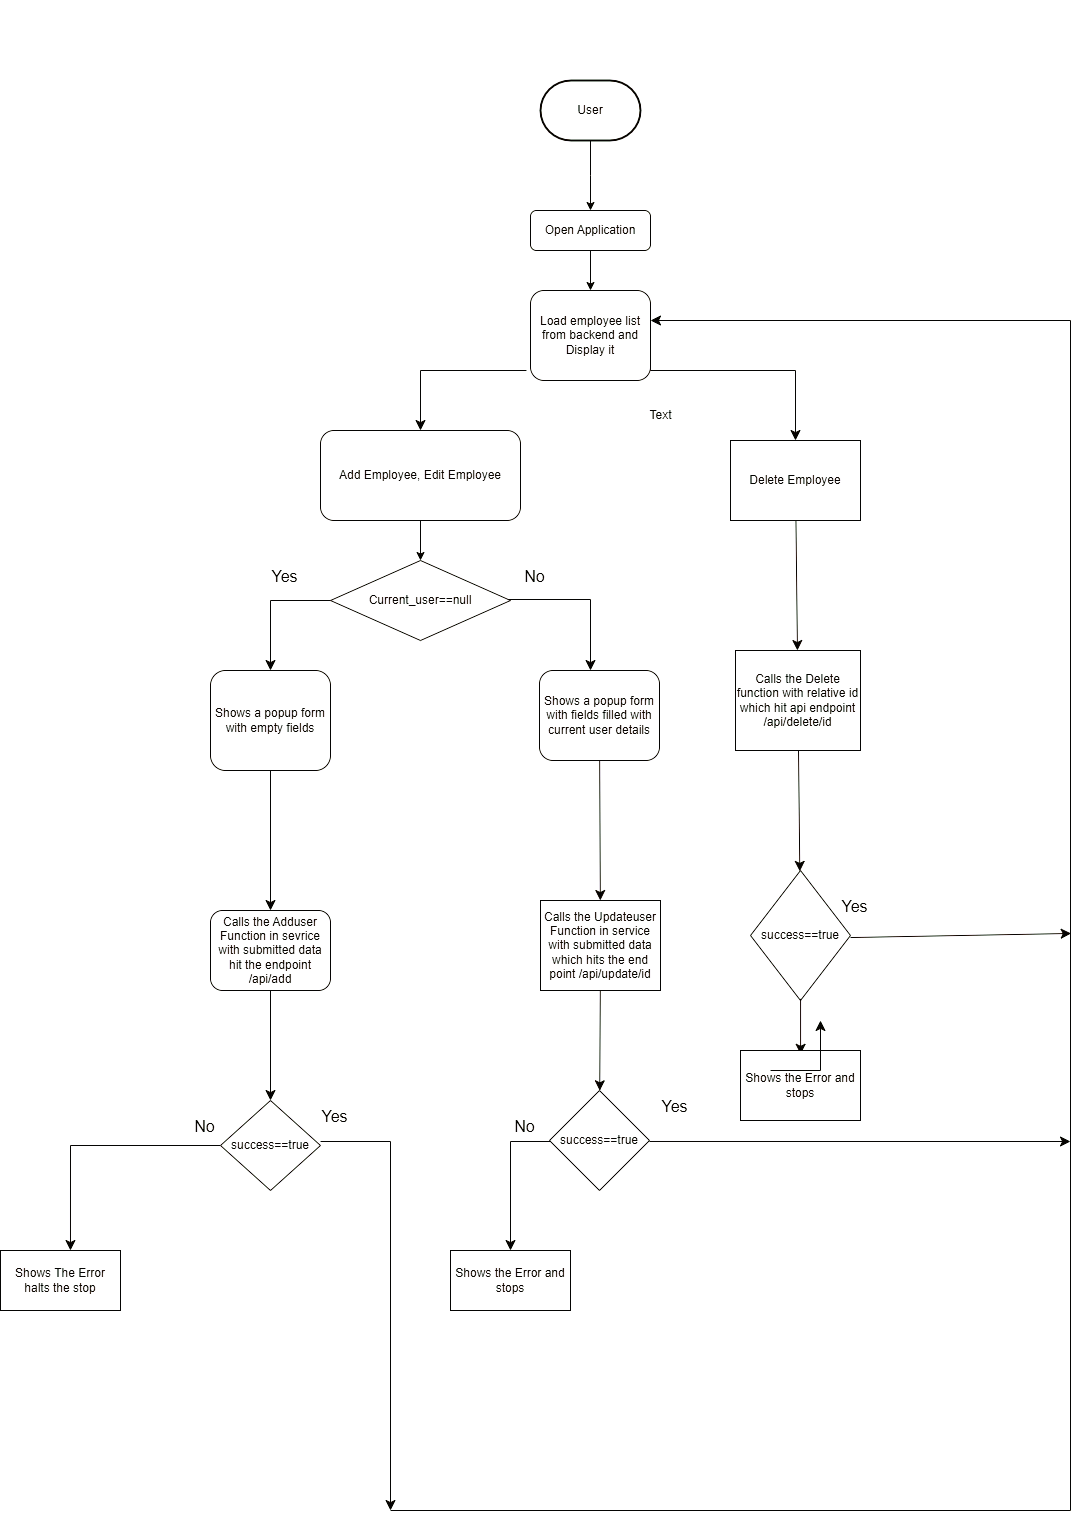 User
Open Application
Load employee list
from backend and
Display it
Text
Add Employee, Edit Employee
Delete Employee
Yes
No
Current_user==null
Shows a popup form
with empty fields
Shows a popup form
with fields filled with
current user details
Calls the Delete
function with relative id
which hit api endpoint
/api/delete/id
Calls the Adduser
Function in sevrice
with submitted data
hit the endpoint
/api/add
Calls the Updateuser
Function in service
with submitted data
which hits the end
point /api/update/id
Yes
success==true
Shows the Error and
stops
No
Yes
success==true
No
Yes
success==true
Shows The Error
halts the stop
Shows the Error and
stops